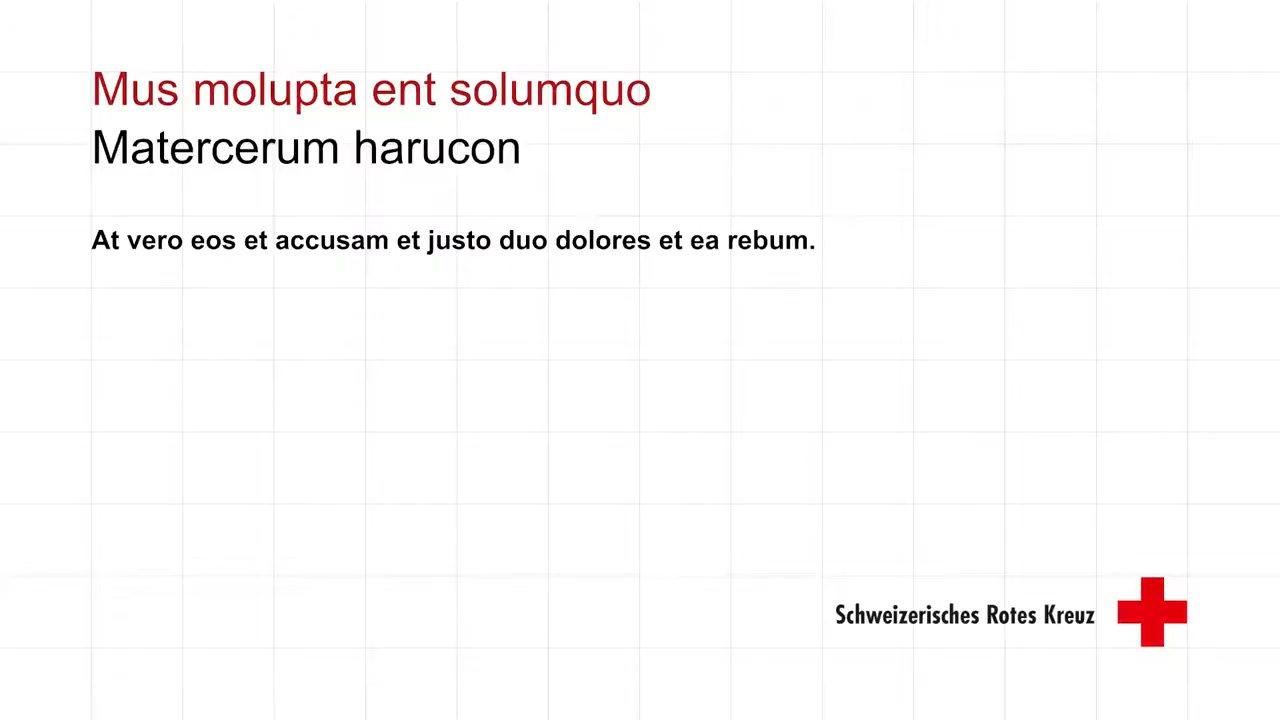 Mus molupta ent solumquo
Matercerum harucon
At vero eos et accusam et justo duo dolores et ea rebum.
Schweizerisches Rotes Kreuz